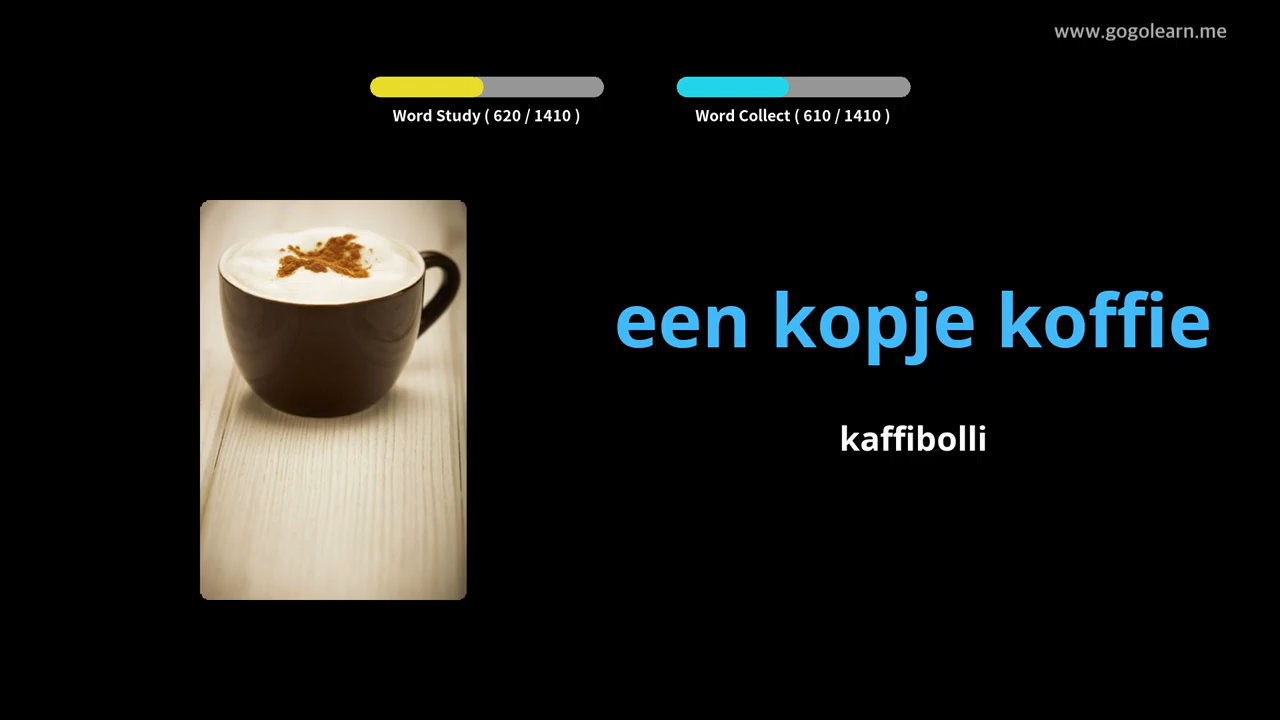 www.gogolearn.me
Word Study ( 620 / 1410 )
Word Collect ( 610 / 1410 )
een kopje koffie
kaffibolli